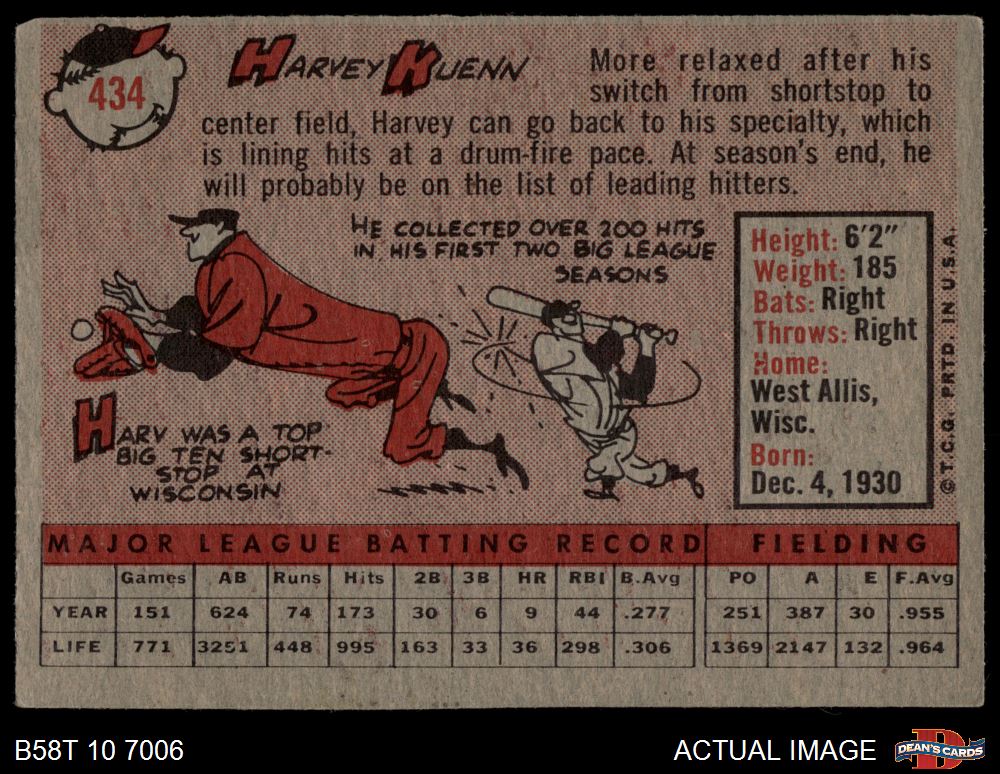 434
HARVEY KUENN
More relaxed after his
switch from shortstop to
center field, Harvey can go back to his specialty, which
is lining hits at a drum-fire pace. At season's end, he
will probably be on the list of leading hitters.
HE COLLECTED OVER 200 HITS
IN HIS FIRST TWO BIG LEAGUE
SEASONS
HARV WAS A TOP
BIG TEN SHORT-
STOP AT
WISCONSIN
Height: 6'2"
Weight: 185
Bats: Right
Throws: Right
Home:
West Allis,
Wisc.
Born:
Dec. 4, 1930
© T.C.G. PRTD. IN U.S.A.
MAJOR LEAGUE BATTING RECORD FIELDING
Games AB Runs Hits 2B 3B HR RBI B.Avg PO A E F.Avg
YEAR 151 624 74 173 30 6 9 44 .277 251 387 30 .955
LIFE 771 3251 448 995 163 33 36 298 .306 1369 2147 132 .964
B58T 10 7006
ACTUAL IMAGE
DEAN'S CARDS